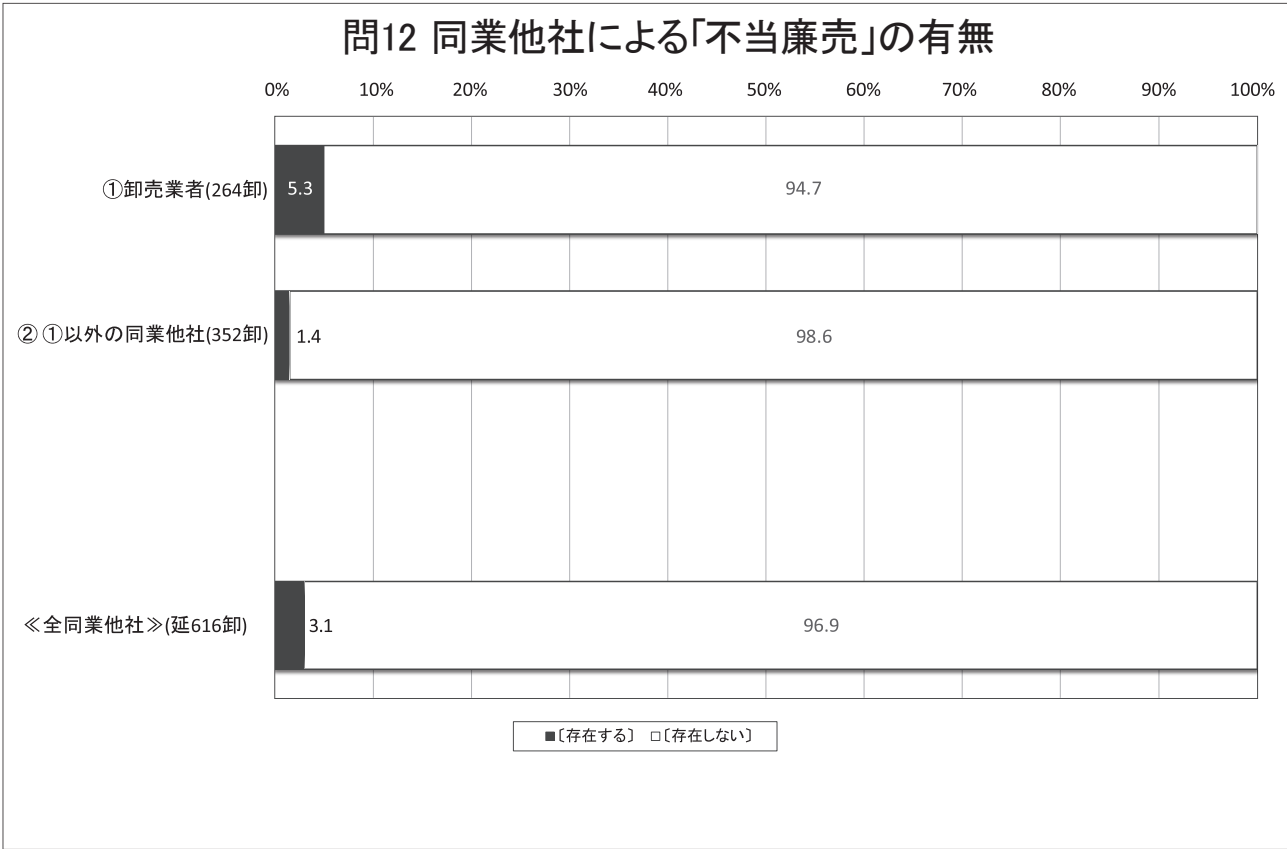 問12 同業他社による「不当廉売」の有無
0% 10% 20% 30% 40% 50% 60% 70% 80% 90% 100%
①卸売業者(264卸) 5.3 94.7
② ①以外の同業他社(352卸) 1.4 98.6
≪全同業他社≫(延616卸) 3.1 96.9
■〔存在する〕 □〔存在しない〕